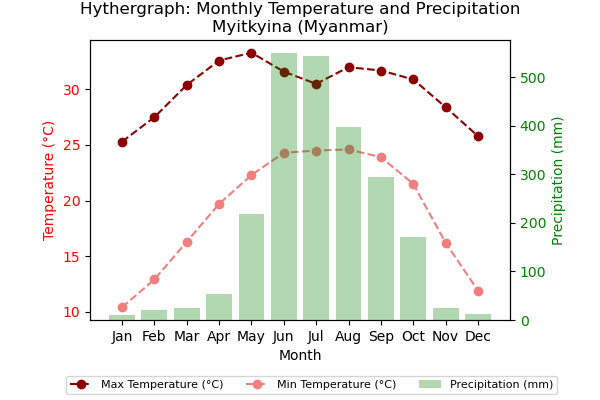 Hythergraph: Monthly Temperature and Precipitation
Myitkyina (Myanmar)
Temperature (°C)
30
25
20
15
10
Precipitation (mm)
500
400
300
200
100
0
Jan Feb Mar Apr May Jun Jul Aug Sep Oct Nov Dec
Month
Max Temperature (°C) Min Temperature (°C) Precipitation (mm)